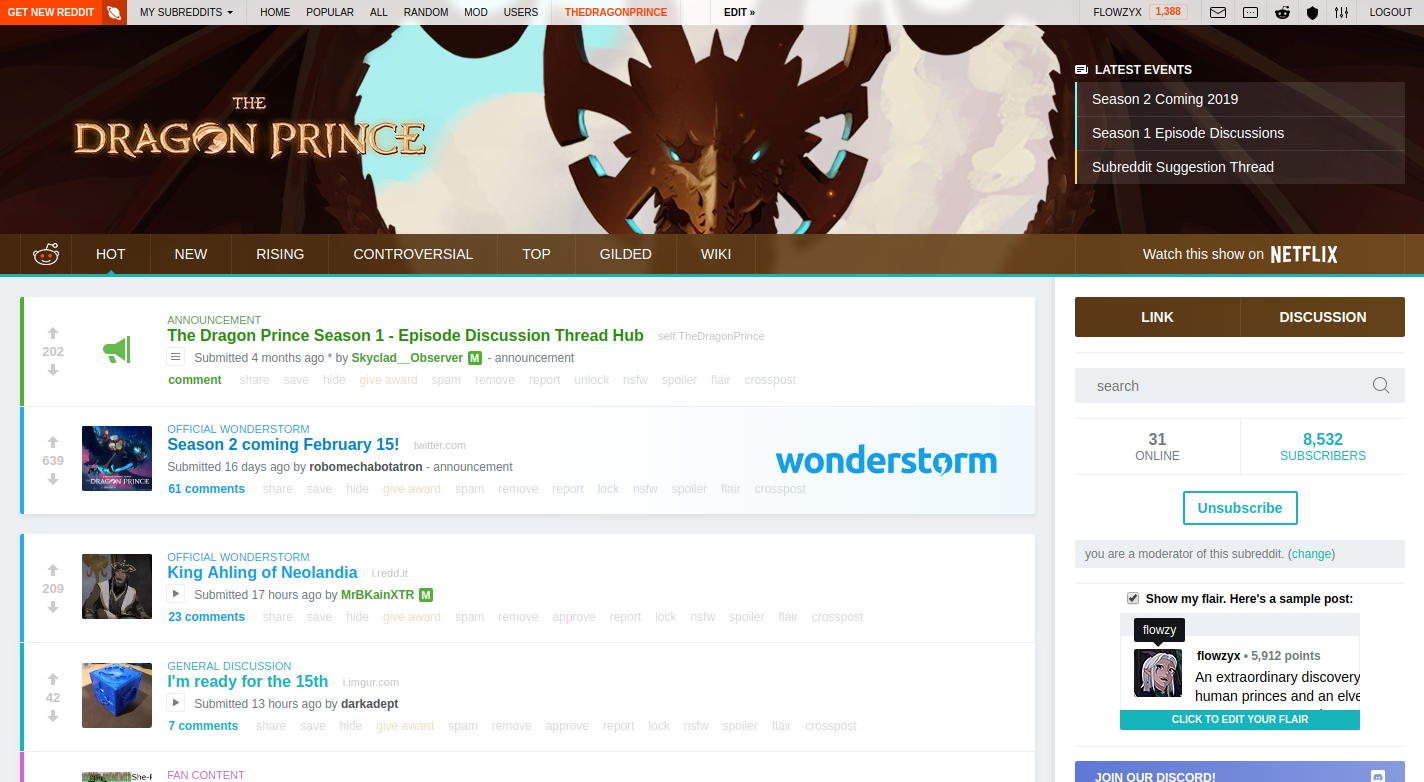 GET NEW REDDIT MY SUBREDDITS HOME POPULAR ALL RANDOM MOD USERS THEDRAGONPRINCE EDIT » FLOWZYX 1,388 LOGOUT
THE
DRAGON PRINCE
LATEST EVENTS
Season 2 Coming 2019
Season 1 Episode Discussions
Subreddit Suggestion Thread
HOT NEW RISING CONTROVERSIAL TOP GILDED WIKI Watch this show on NETFLIX
ANNOUNCEMENT
The Dragon Prince Season 1 - Episode Discussion Thread Hub self.TheDragonPrince
202
Submitted 4 months ago * by Skyclad__Observer M - announcement
comment share save hide give award spam remove report unlock nsfw spoiler flair crosspost
OFFICIAL WONDERSTORM
Season 2 coming February 15! twitter.com
639
Submitted 16 days ago by robomechabotatron - announcement
61 comments share save hide give award spam remove report lock nsfw spoiler flair crosspost
DRAGON PRINCE
wonderstorm
OFFICIAL WONDERSTORM
King Ahling of Neolandia i.redd.it
209
Submitted 17 hours ago by MrBKainXTR M
23 comments share save hide give award spam remove approve report lock nsfw spoiler flair crosspost
GENERAL DISCUSSION
I'm ready for the 15th i.imgur.com
42
Submitted 13 hours ago by darkadept
7 comments share save hide give award spam remove approve report lock nsfw spoiler flair crosspost
FAN CONTENT
LINK DISCUSSION
search
31 8,532
ONLINE SUBSCRIBERS
Unsubscribe
you are a moderator of this subreddit. (change)
Show my flair. Here's a sample post:
flowzy
flowzyx • 5,912 points
An extraordinary discovery
human princes and an elve
CLICK TO EDIT YOUR FLAIR
JOIN OUR DISCORD!